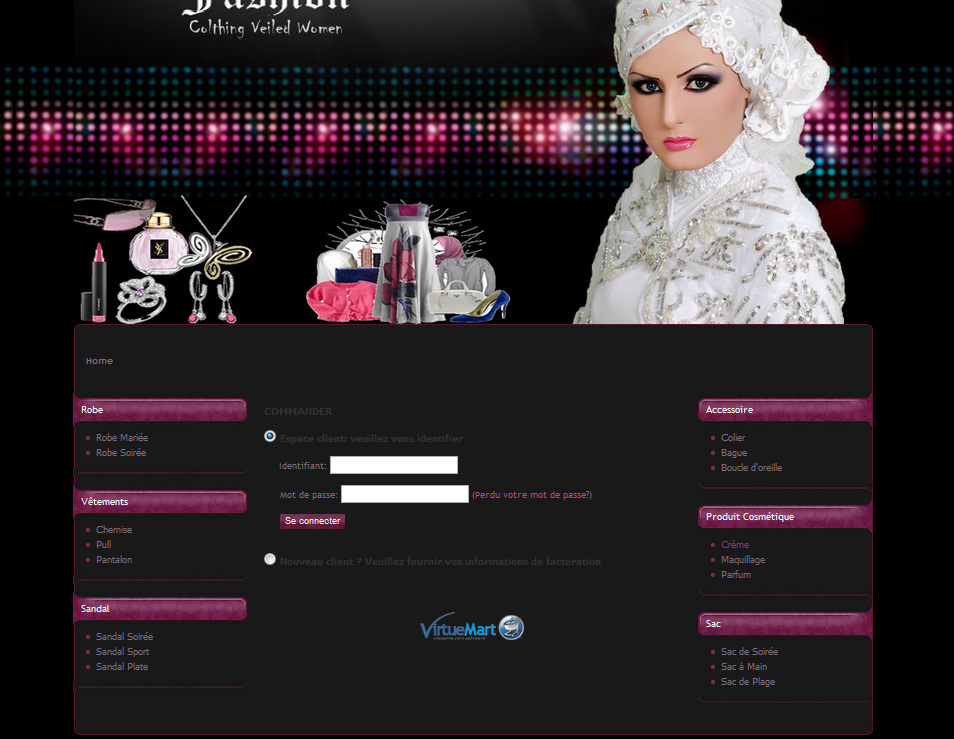 Fashion
Colthing Veiled Women
Home
Robe
Robe Mariée
Robe Soirée
Vêtements
Chemise
Pull
Pantalon
Sandal
Sandal Soirée
Sandal Sport
Sandal Plate
COMMANDER
Espace client: veuillez vous identifier
Identifiant:
Mot de passe: (Perdu votre mot de passe?)
Se connecter
Nouveau client ? Veuillez fournir vos informations de facturation
VirtueMart
Accessoire
Colier
Bague
Boucle d'oreille
Produit Cosmétique
Crème
Maquillage
Parfum
Sac
Sac de Soirée
Sac à Main
Sac de Plage